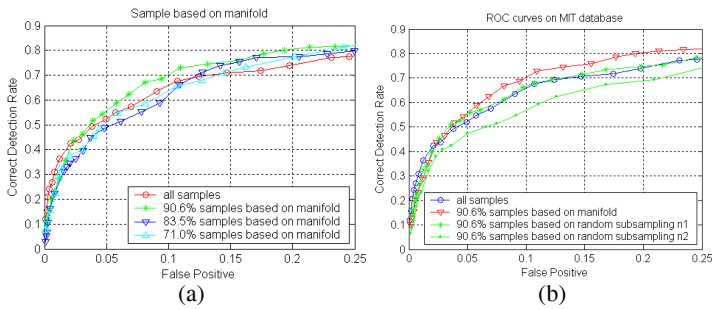 Sample based on manifold
Correct Detection Rate
0.9
0.8
0.7
0.6
0.5
0.4
0.3
0.2
0.1
0
all samples
90.6% samples based on manifold
83.5% samples based on manifold
71.0% samples based on manifold
0 0.05 0.1 0.15 0.2 0.25
False Positive
(a)
ROC curves on MIT database
Correct Detection Rate
0.9
0.8
0.7
0.6
0.5
0.4
0.3
0.2
0.1
0
all samples
90.6% samples based on manifold
90.6% samples based on random subsampling n1
90.6% samples based on random subsampling n2
0 0.05 0.1 0.15 0.2 0.25
False Positive
(b)